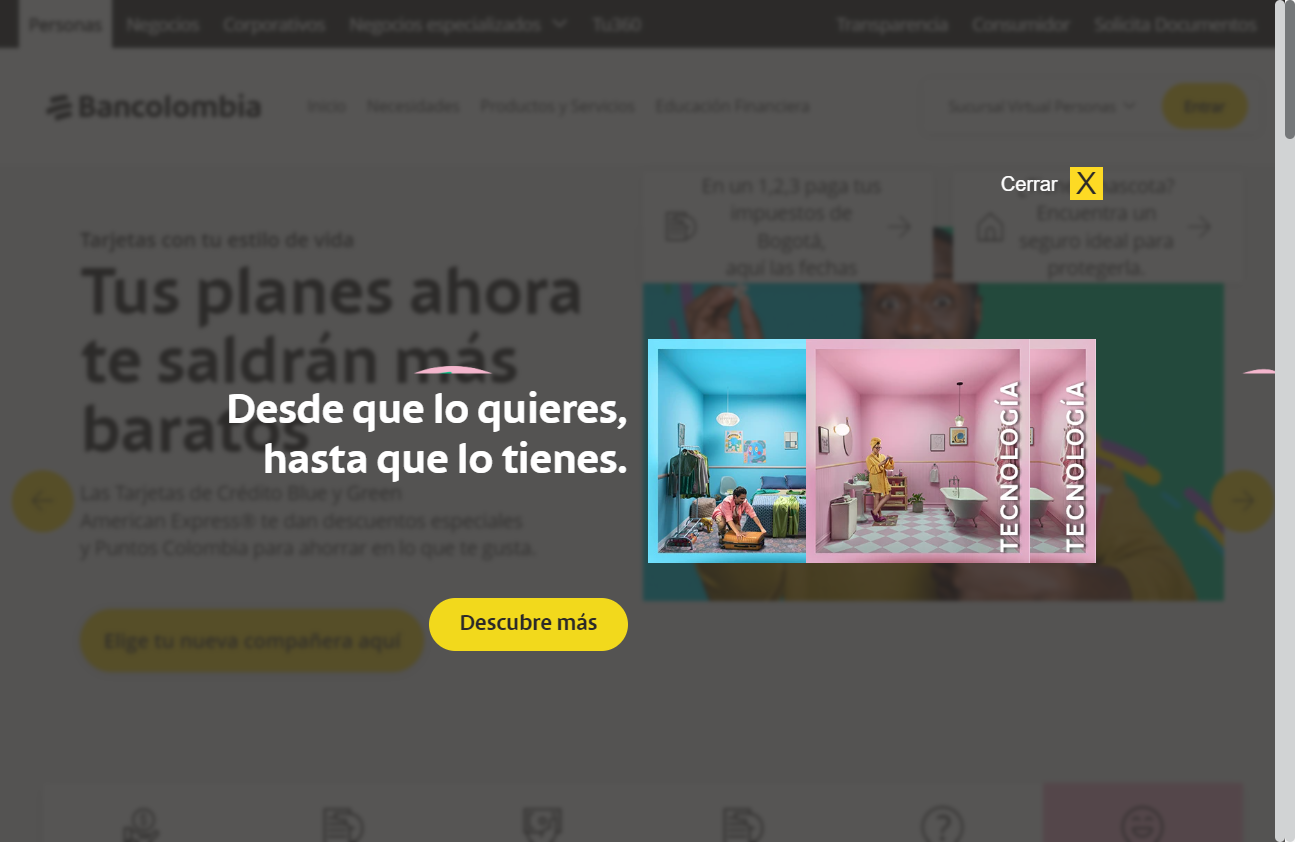 Personas Negocios Corporativos Negocios especializados Tu360 Transparencia Consumidor Solicita Documentos
Bancolombia Inicio Necesidades Productos y Servicios Educación Financiera Sucursal Virtual Personas Entrar
Cerrar X
En un 1,2,3 paga tus
impuestos de
Bogotá,
aquí las fechas
mascota?
Encuentra un
seguro ideal para
protegerla.
Tarjetas con tu estilo de vida
Tus planes ahora
te saldrán más
baratos
Desde que lo quieres,
hasta que lo tienes.
TECNOLOGÍA
TECNOLOGÍA
Las Tarjetas de Crédito Blue y Green
American Express® te dan descuentos especiales
y Puntos Colombia para ahorrar en lo que te gusta.
Descubre más
Elige tu nueva compañera aquí